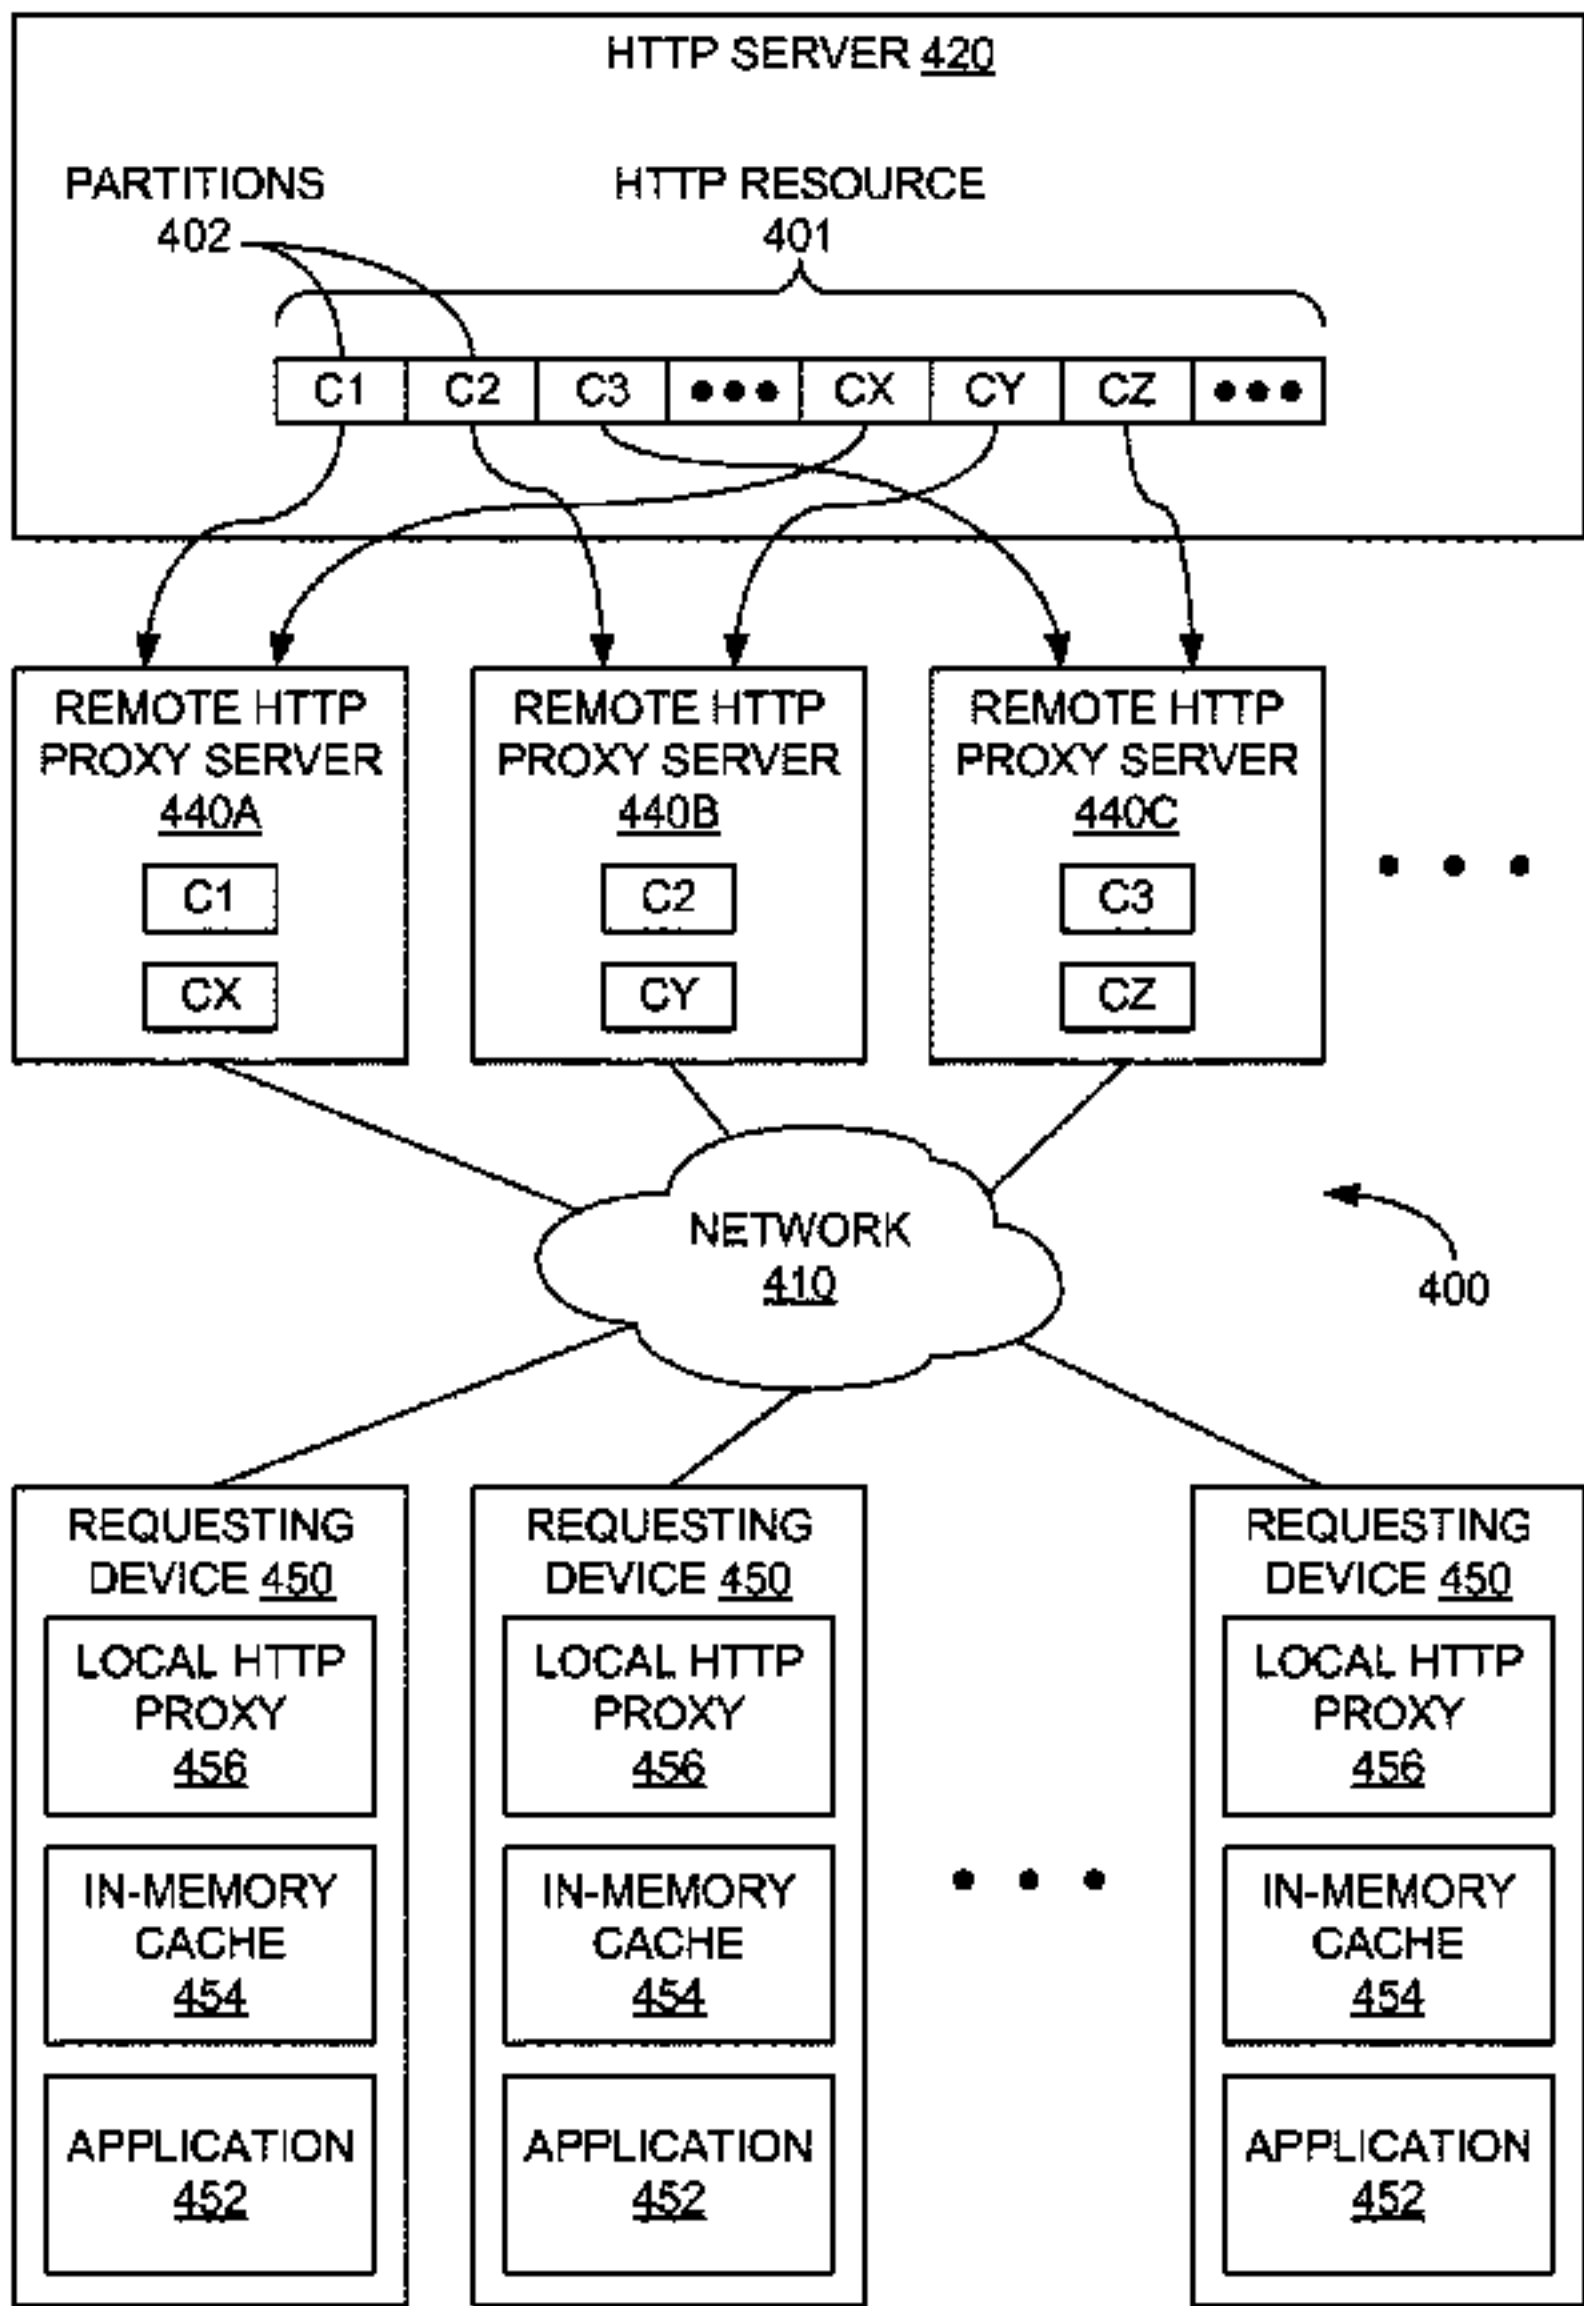 HTTP SERVER 420
PARTITIONS
402
HTTP RESOURCE
401
C1 C2 C3 ••• CX CY CZ •••
REMOTE HTTP
PROXY SERVER
440A
C1
CX
REMOTE HTTP
PROXY SERVER
440B
C2
CY
REMOTE HTTP
PROXY SERVER
440C
C3
CZ
• • •
NETWORK
410
400
REQUESTING
DEVICE 450
LOCAL HTTP
PROXY
456
IN-MEMORY
CACHE
454
APPLICATION
452
REQUESTING
DEVICE 450
LOCAL HTTP
PROXY
456
IN-MEMORY
CACHE
454
APPLICATION
452
• • •
REQUESTING
DEVICE 450
LOCAL HTTP
PROXY
456
IN-MEMORY
CACHE
454
APPLICATION
452